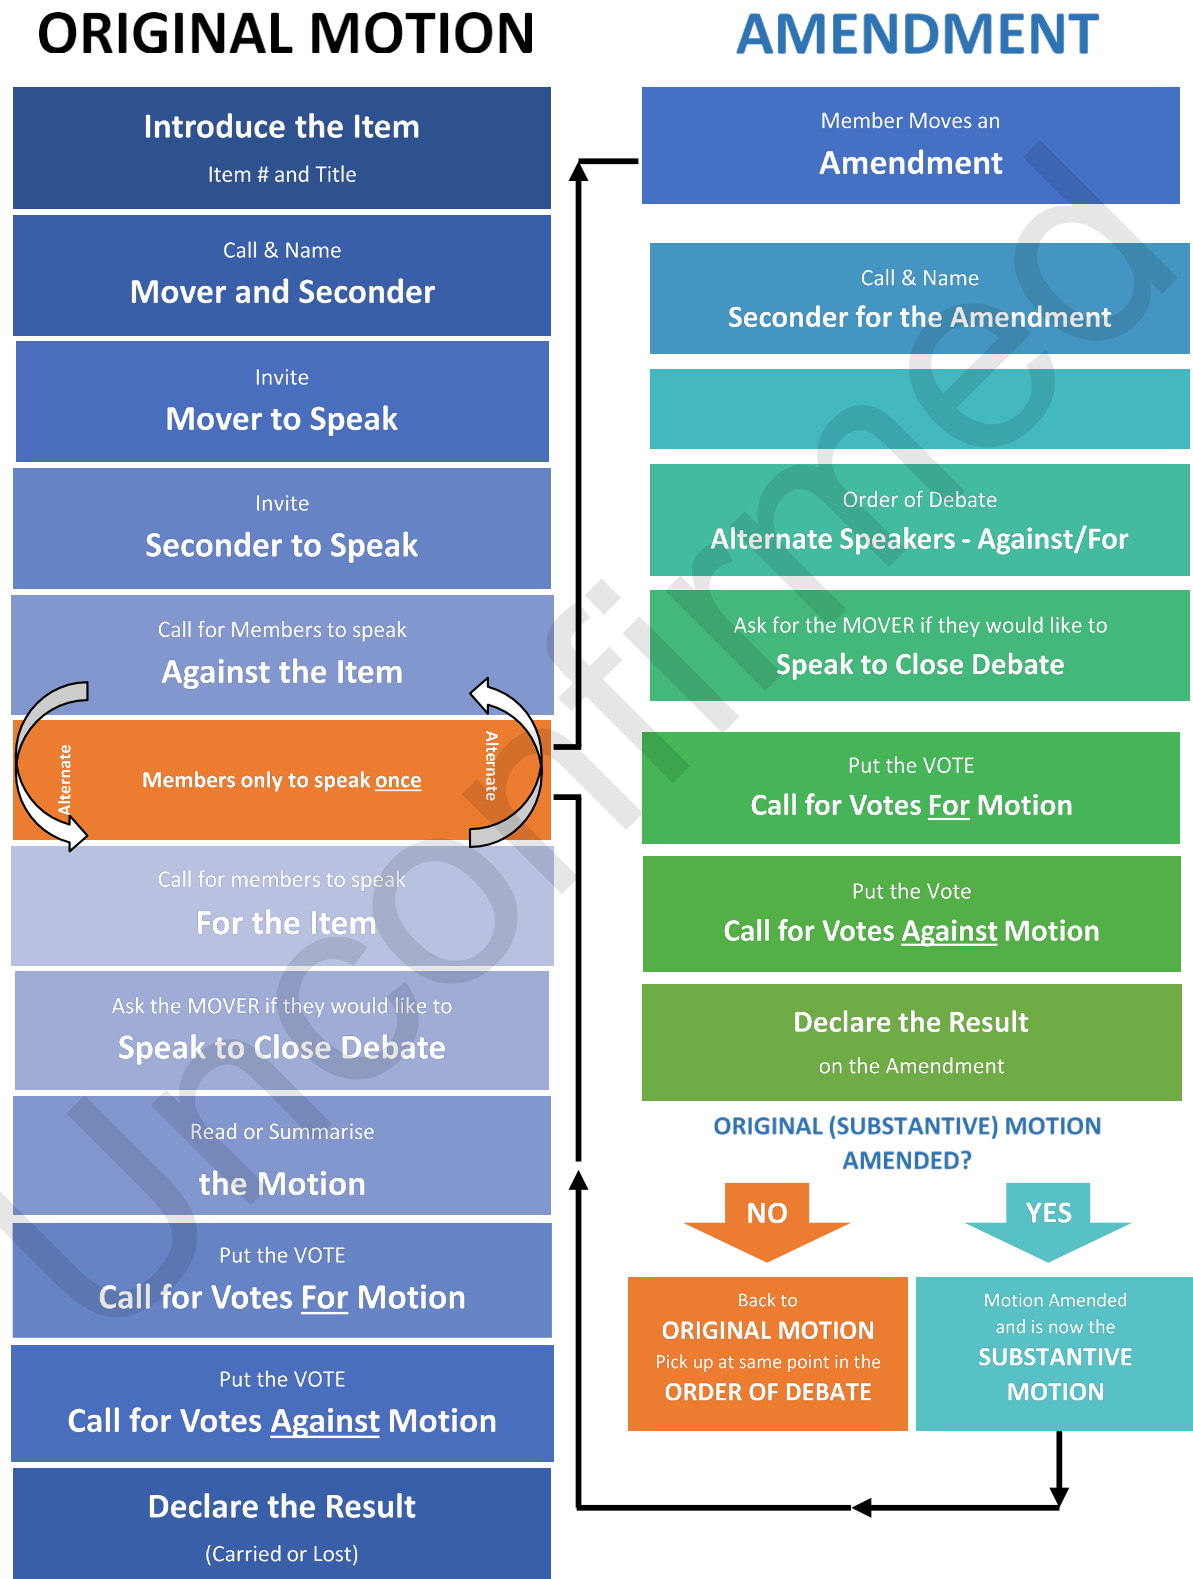 ORIGINAL MOTION
Introduce the Item
Item # and Title
Call & Name
Mover and Seconder
Invite
Mover to Speak
Invite
Seconder to Speak
Call for Members to speak
Against the Item
Alternate
Members only to speak once
Alternate
Call for members to speak
For the Item
Ask the MOVER if they would like to
Speak to Close Debate
Read or Summarise
the Motion
Put the VOTE
Call for Votes For Motion
Put the VOTE
Call for Votes Against Motion
Declare the Result
(Carried or Lost)
AMENDMENT
Member Moves an
Amendment
Call & Name
Seconder for the Amendment
Order of Debate
Alternate Speakers - Against/For
Ask for the MOVER if they would like to
Speak to Close Debate
Put the VOTE
Call for Votes For Motion
Put the Vote
Call for Votes Against Motion
Declare the Result
on the Amendment
ORIGINAL (SUBSTANTIVE) MOTION
AMENDED?
NO
YES
Back to
ORIGINAL MOTION
Pick up at same point in the
ORDER OF DEBATE
Motion Amended
and is now the
SUBSTANTIVE
MOTION
Unconfirmed